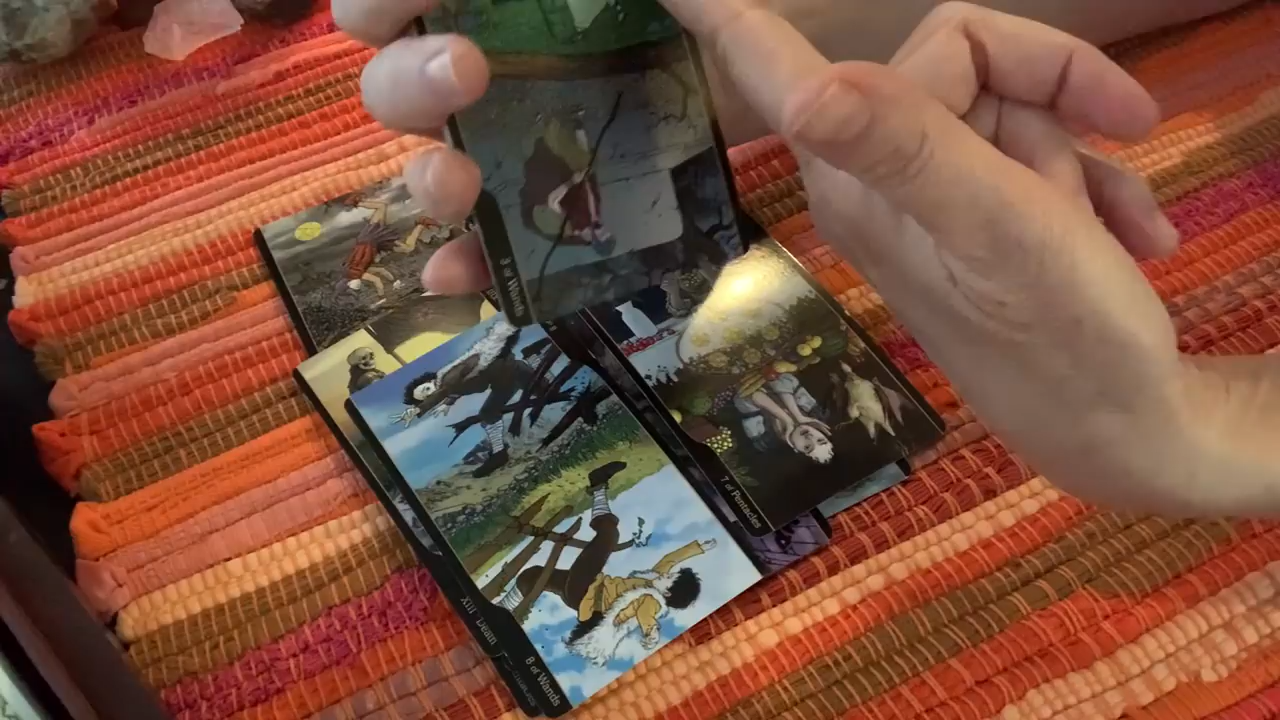 3 of Wands
7 of Pentacles
XIII Death
8 of Wands